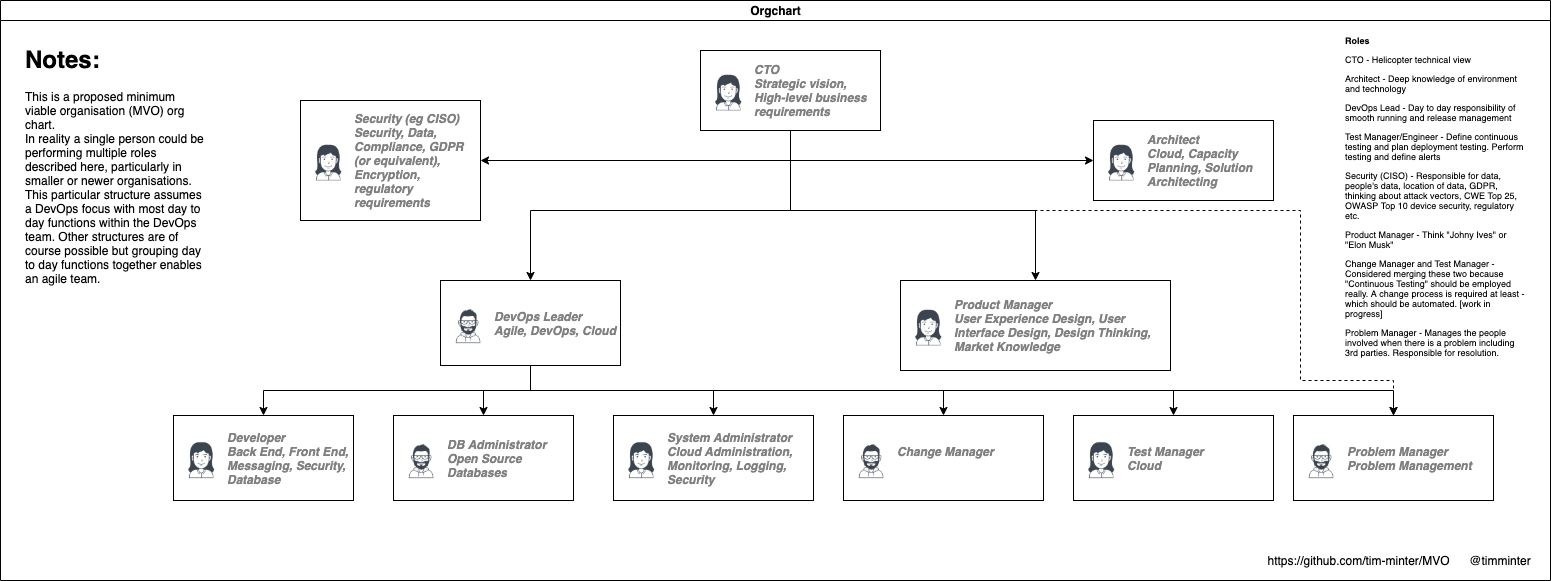 Orgchart
Notes:
This is a proposed minimum
viable organisation (MVO) org
chart.
In reality a single person could be
performing multiple roles
described here, particularly in
smaller or newer organisations.
This particular structure assumes
a DevOps focus with most day to
day functions within the DevOps
team. Other structures are of
course possible but grouping day
to day functions together enables
an agile team.
CTO
Strategic vision,
High-level business
requirements
Security (eg CISO)
Security, Data,
Compliance, GDPR
(or equivalent),
Encryption,
regulatory
requirements
Architect
Cloud, Capacity
Planning, Solution
Architecting
DevOps Leader
Agile, DevOps, Cloud
Product Manager
User Experience Design, User
Interface Design, Design Thinking,
Market Knowledge
Developer
Back End, Front End,
Messaging, Security,
Database
DB Administrator
Open Source
Databases
System Administrator
Cloud Administration,
Monitoring, Logging,
Security
Change Manager
Test Manager
Cloud
Problem Manager
Problem Management
Roles
CTO - Helicopter technical view
Architect - Deep knowledge of environment
and technology
DevOps Lead - Day to day responsibility of
smooth running and release management
Test Manager/Engineer - Define continuous
testing and plan deployment testing. Perform
testing and define alerts
Security (CISO) - Responsible for data,
people's data, location of data, GDPR,
thinking about attack vectors, CWE Top 25,
OWASP Top 10 device security, regulatory
etc.
Product Manager - Think "Johny Ives" or
"Elon Musk"
Change Manager and Test Manager -
Considered merging these two because
"Continuous Testing" should be employed
really. A change process is required at least -
which should be automated. [work in
progress]
Problem Manager - Manages the people
involved when there is a problem including
3rd parties. Responsible for resolution.
https://github.com/tim-minter/MVO @timminter